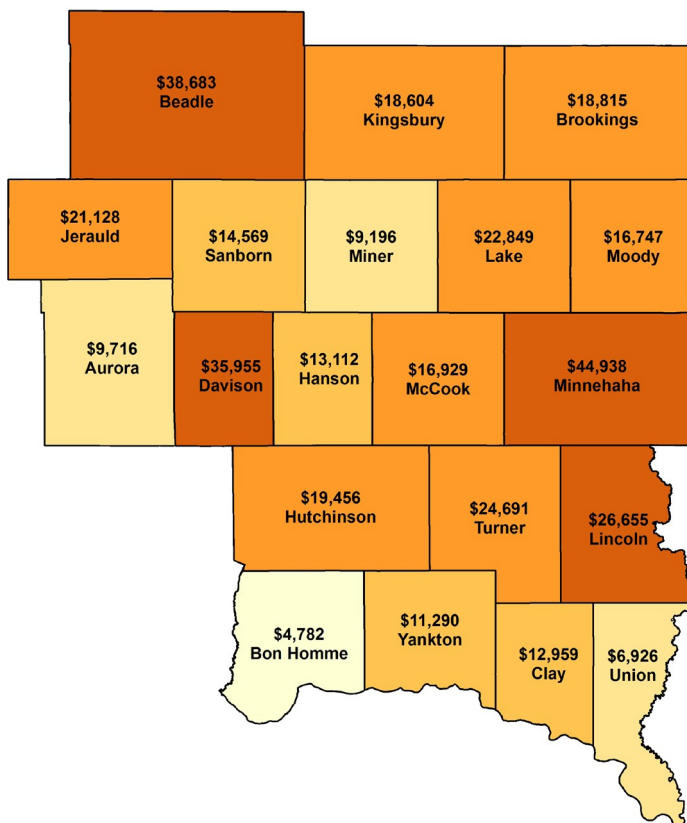 $38,683
Beadle
$18,604
Kingsbury
$18,815
Brookings
$21,128
Jerauld
$14,569
Sanborn
$9,196
Miner
$22,849
Lake
$16,747
Moody
$9,716
Aurora
$35,955
Davison
$13,112
Hanson
$16,929
McCook
$44,938
Minnehaha
$19,456
Hutchinson
$24,691
Turner
$26,655
Lincoln
$4,782
Bon Homme
$11,290
Yankton
$12,959
Clay
$6,926
Union